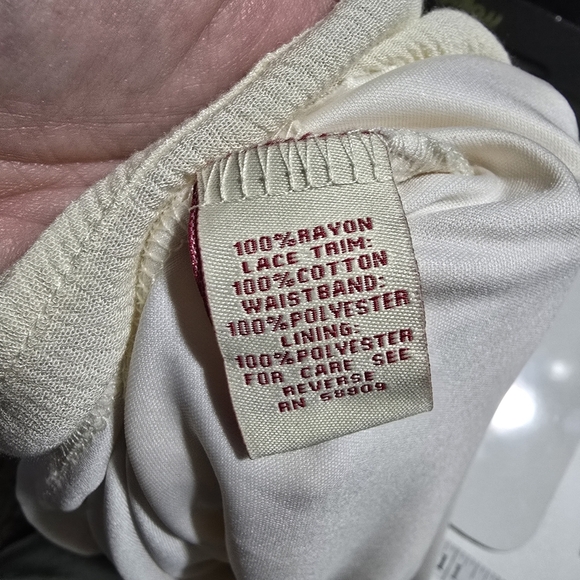 100% RAYON
LACE TRIM:
100% COTTON
WAISTBAND:
100% POLYESTER
LINING:
100% POLYESTER
FOR CARE SEE
REVERSE
RN 58909